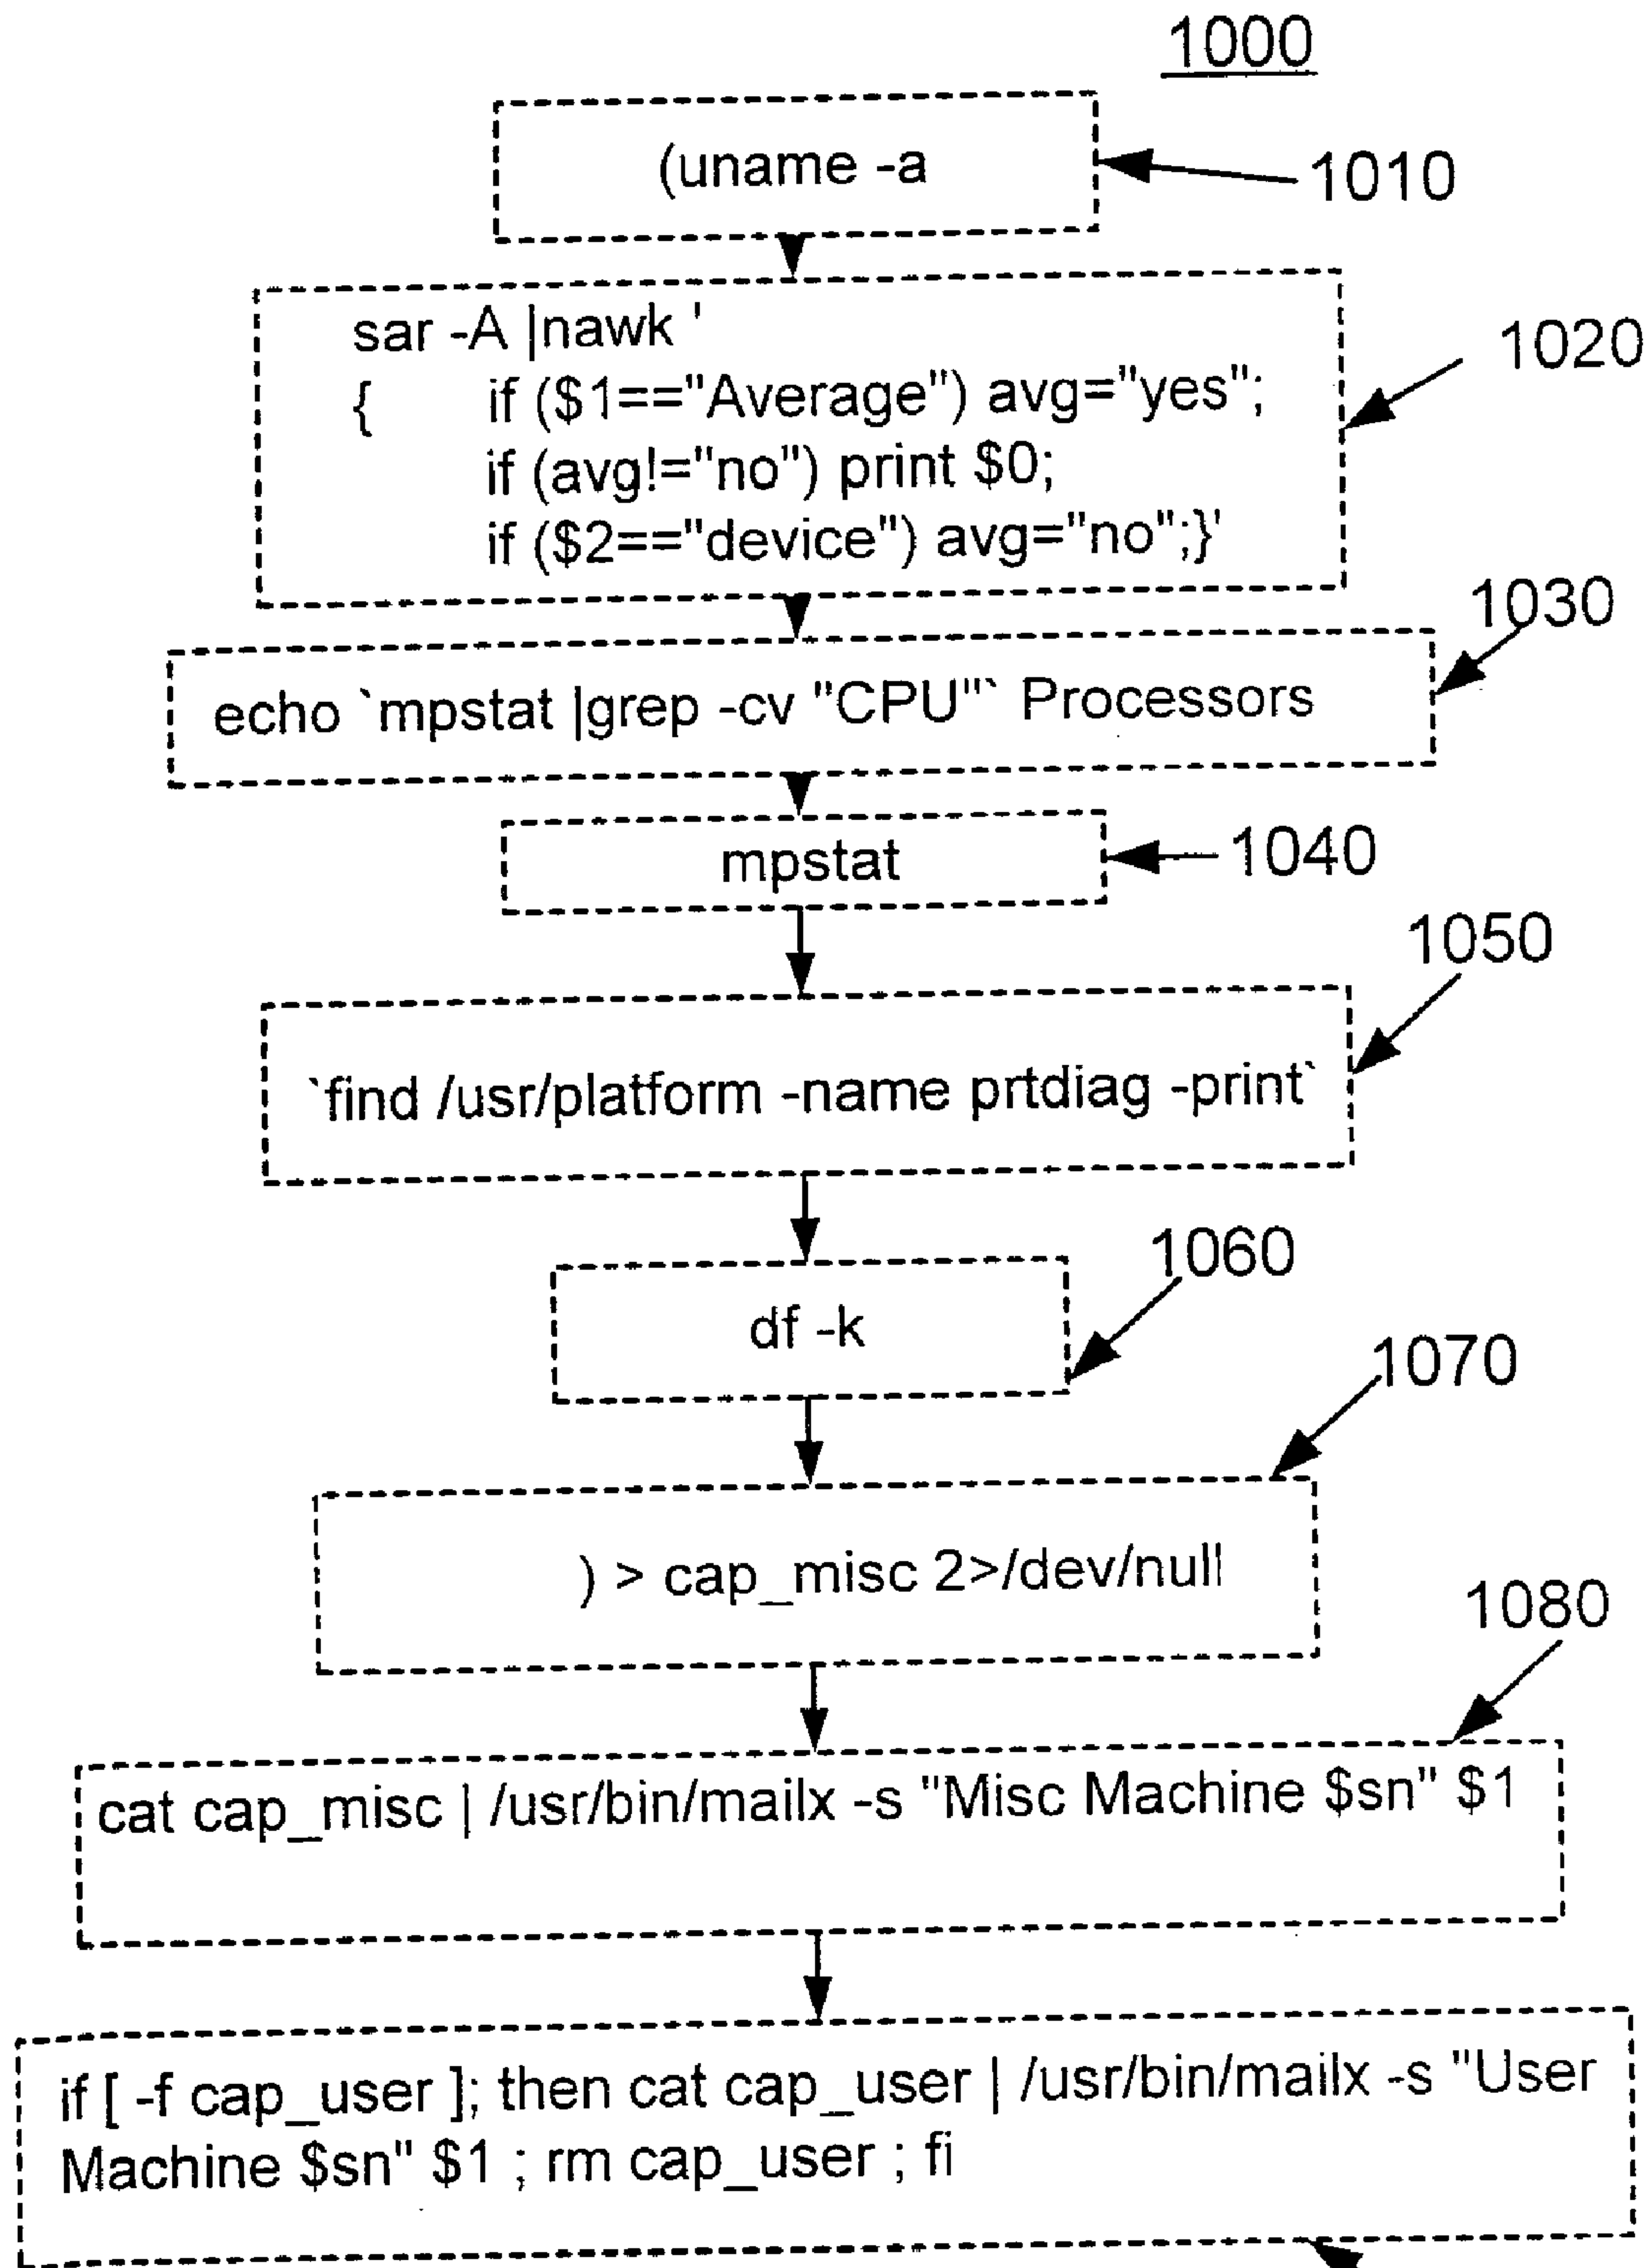 1000
(uname -a
1010
sar -A |nawk '
{ if ($1=="Average") avg="yes";
if (avg!="no") print $0;
if ($2=="device") avg="no";}'
1020
echo `mpstat |grep -cv "CPU"` Processors
1030
mpstat
1040
`find /usr/platform -name prtdiag -print`
1050
df -k
1060
) > cap_misc 2>/dev/null
1070
cat cap_misc | /usr/bin/mailx -s "Misc Machine $sn" $1
1080
if [ -f cap_user ]; then cat cap_user | /usr/bin/mailx -s "User
Machine $sn" $1 ; rm cap_user ; fi